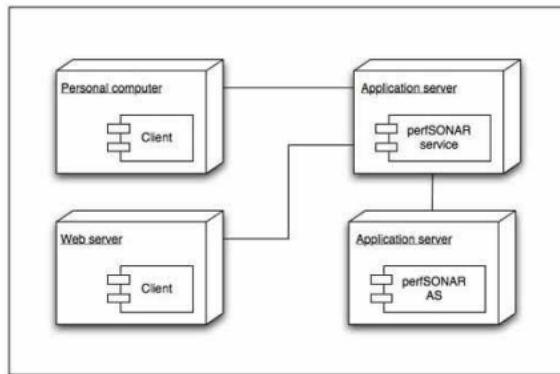 Personal computer
Client
Application server
perfSONAR
service
Web server
Client
Application server
perfSONAR
AS